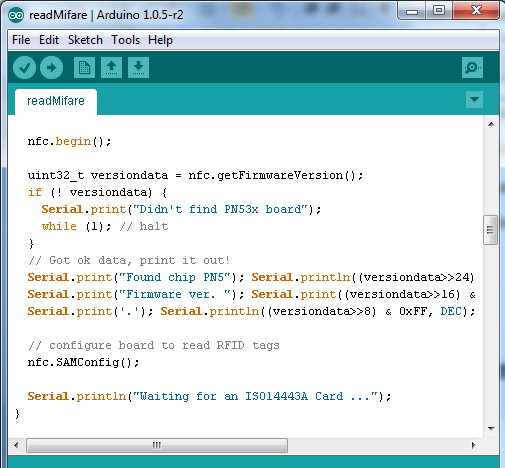 readMifare | Arduino 1.0.5-r2
File Edit Sketch Tools Help
readMifare
nfc.begin();
uint32_t versiondata = nfc.getFirmwareVersion();
if (! versiondata) {
Serial.print("Didn't find PN53x board");
while (1); // halt
}
// Got ok data, print it out!
Serial.print("Found chip PN5"); Serial.println((versiondata>>24)
Serial.print("Firmware ver. "); Serial.print((versiondata>>16) &
Serial.print('.'); Serial.println((versiondata>>8) & 0xFF, DEC);
// configure board to read RFID tags
nfc.SAMConfig();
Serial.println("Waiting for an ISO14443A Card ...");
}